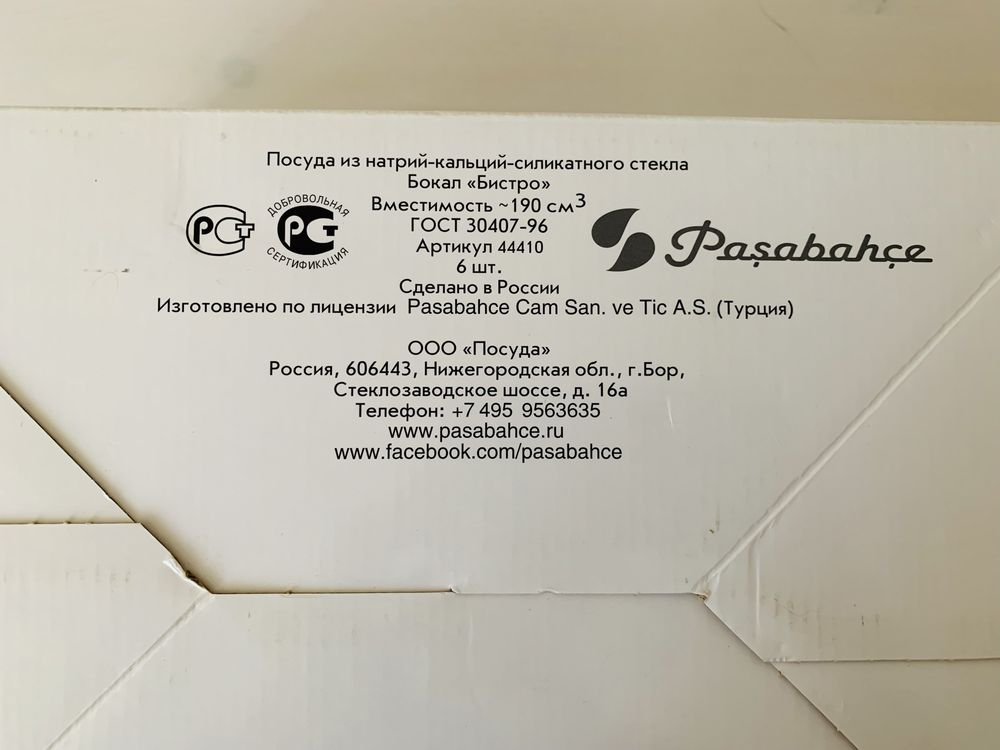 Посуда из натрий-кальций-силикатного стекла
Бокал «Бистро»
Вместимость ~190 см³
ГОСТ 30407-96
Артикул 44410
6 шт.
Сделано в России
Изготовлено по лицензии Pasabahce Cam San. ve Tic A.S. (Турция)
РСТ
ДОБРОВОЛЬНАЯ
РСТ
СЕРТИФИКАЦИЯ
Paşabahçe
ООО «Посуда»
Россия, 606443, Нижегородская обл., г.Бор,
Стеклозаводское шоссе, д. 16а
Телефон: +7 495 9563635
www.pasabahce.ru
www.facebook.com/pasabahce